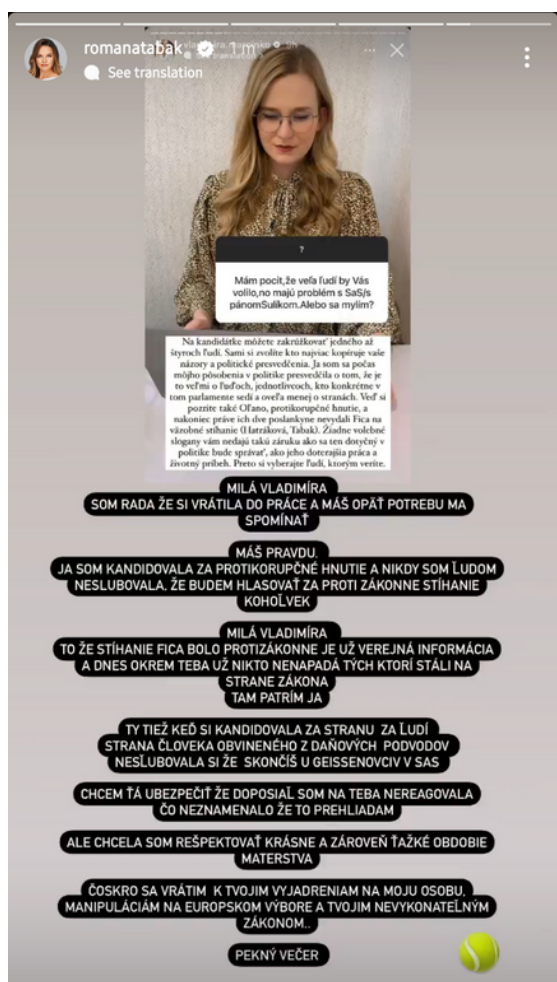 romanatabak 1 m
See translation
?
Mám pocit,že veľa ľudí by Vás
volilo,no majú problém s SaS/s
pánomSulíkom.Alebo sa mýlim?
Na kandidátke môžete zakrúžkovať jedného až
štyroch ľudí. Sami si zvolíte kto najviac kopíruje vaše
názory a politické presvedčenia. Ja som sa počas
môjho pôsobenia v politike presvedčila o tom, že je
to veľmi o ľuďoch, jednotlivcoch, kto konkrétne v
tom parlamente sedí a oveľa menej o stranách. Veď si
pozrite také Oľano, protikorupčné hnutie, a
nakoniec práve ich dve poslankyne nevydali Fica na
väzobné stíhanie (Hatráková, Tabak). Žiadne volebné
slogany vám nedajú takú záruku ako sa ten dotyčný v
politike bude správať, ako jeho doterajšia práca a
životný príbeh. Preto si vyberajte ľudí, ktorým veríte.
MILÁ VLADIMÍRA
SOM RADA ŽE SI VRÁTILA DO PRÁCE A MÁŠ OPÄŤ POTREBU MA
SPOMÍNAŤ
MÁŠ PRAVDU.
JA SOM KANDIDOVALA ZA PROTIKORUPČNÉ HNUTIE A NIKDY SOM ĽUDOM
NESLUBOVALA, ŽE BUDEM HLASOVAŤ ZA PROTI ZÁKONNE STÍHANIE
KOHOĽVEK
MILÁ VLADIMÍRA
TO ŽE STÍHANIE FICA BOLO PROTIZÁKONNE JE UŽ VEREJNÁ INFORMÁCIA
A DNES OKREM TEBA UŽ NIKTO NENAPADÁ TÝCH KTORÍ STÁLI NA
STRANE ZÁKONA
TAM PATRÍM JA
TY TIEŽ KEĎ SI KANDIDOVALA ZA STRANU ZA ĽUDÍ
STRANA ČLOVEKA OBVINENÉHO Z DAŇOVÝCH PODVODOV
NESĽUBOVALA SI ŽE SKONČÍŠ U GEISSENOVCIV V SAS
CHCEM ŤÁ UBEZPEČIŤ ŽE DOPOSIAĽ SOM NA TEBA NEREAGOVALA
ČO NEZNAMENALO ŽE TO PREHLIADAM
ALE CHCELA SOM REŠPEKTOVAŤ KRÁSNE A ZÁROVEŇ ŤAŽKÉ OBDOBIE
MATERSTVA
ČOSKRO SA VRÁTIM K TVOJIM VYJADRENIAM NA MOJU OSOBU,
MANIPULÁCIÁM NA EUROPSKOM VÝBORE A TVOJIM NEVYKONATEĽNÝM
ZÁKONOM..
PEKNÝ VEČER